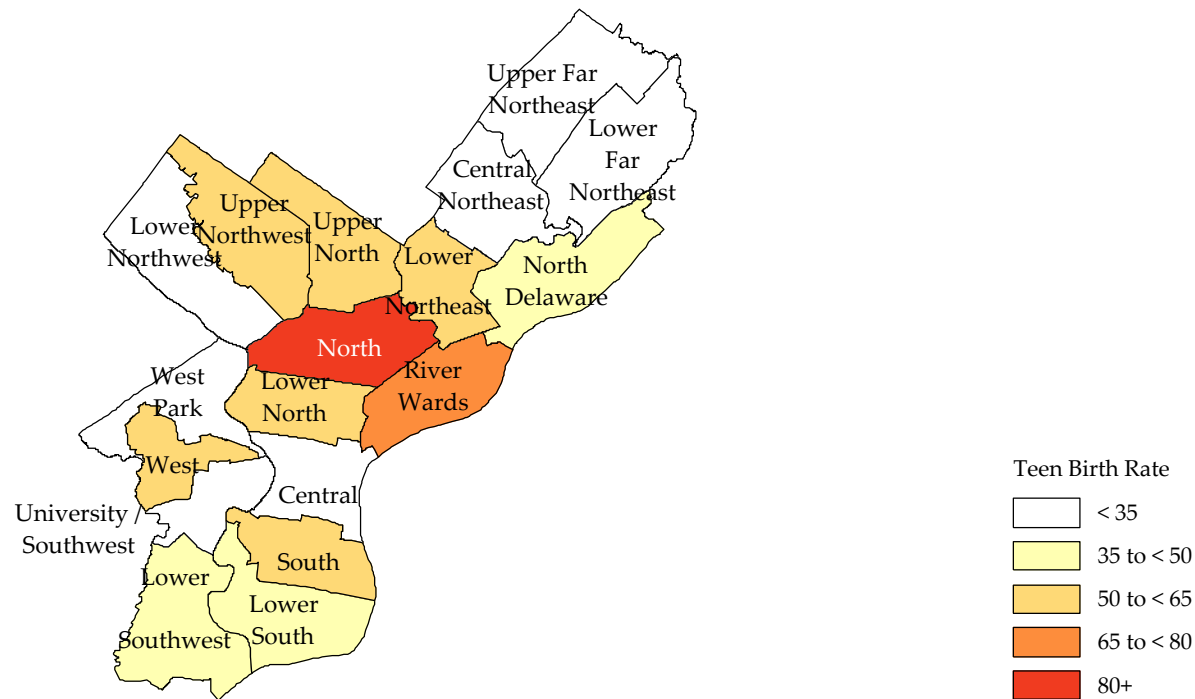 Upper Far
Northeast
Lower
Far
Northeast
Central
Northeast
Upper
Northwest
Upper
North
Lower
Northwest
Lower
Northeast
North
Delaware
North
River
Wards
West
Park
Lower
North
West
Central
University /
Southwest
South
Lower
Southwest
Lower
South
Teen Birth Rate
< 35
35 to < 50
50 to < 65
65 to < 80
80+